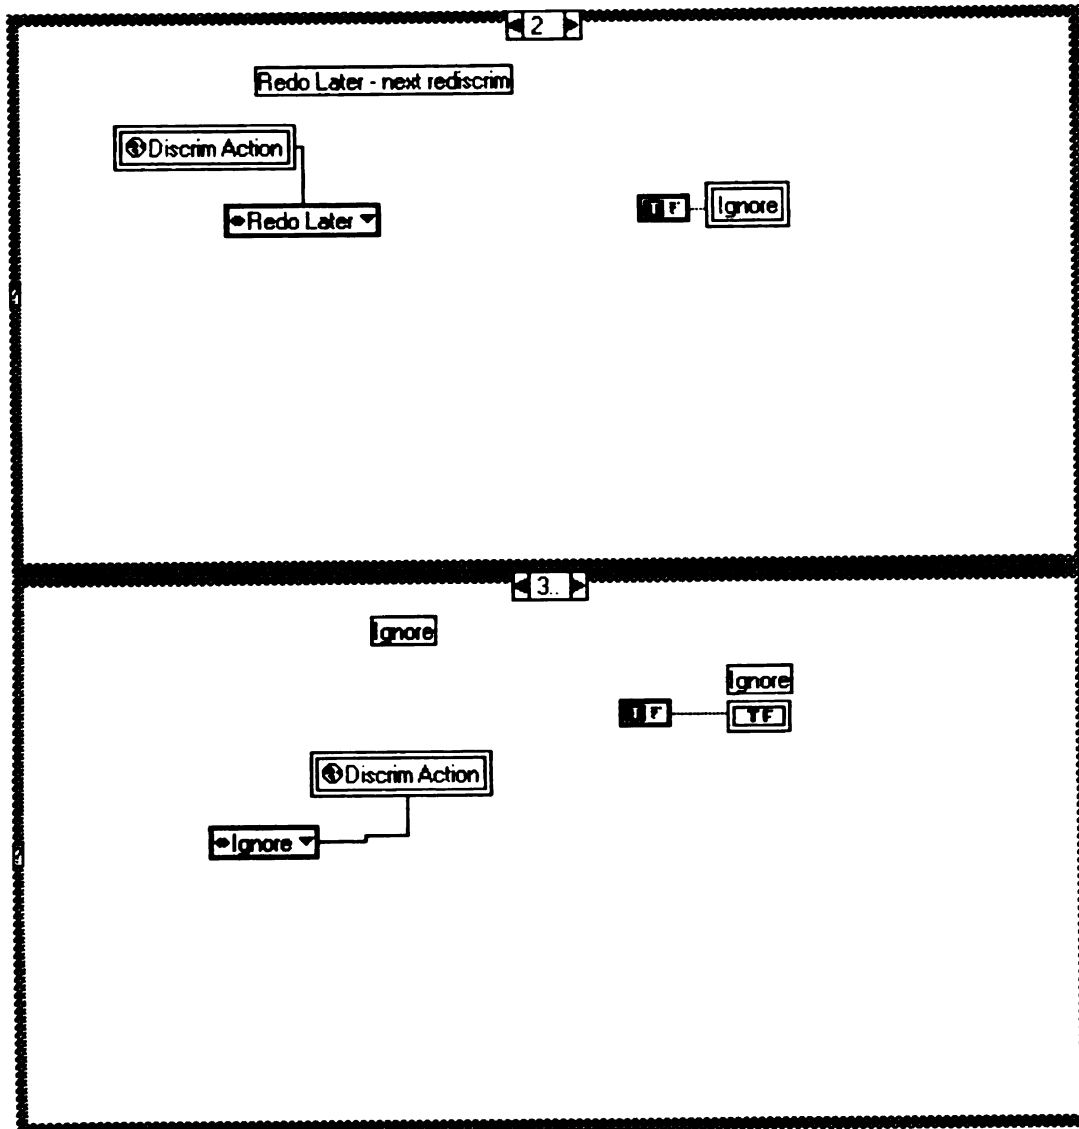 2
Redo Later - next rediscrim
Discrim Action
Redo Later
T F
Ignore
3..
Ignore
Ignore
T F
TF
Discrim Action
Ignore